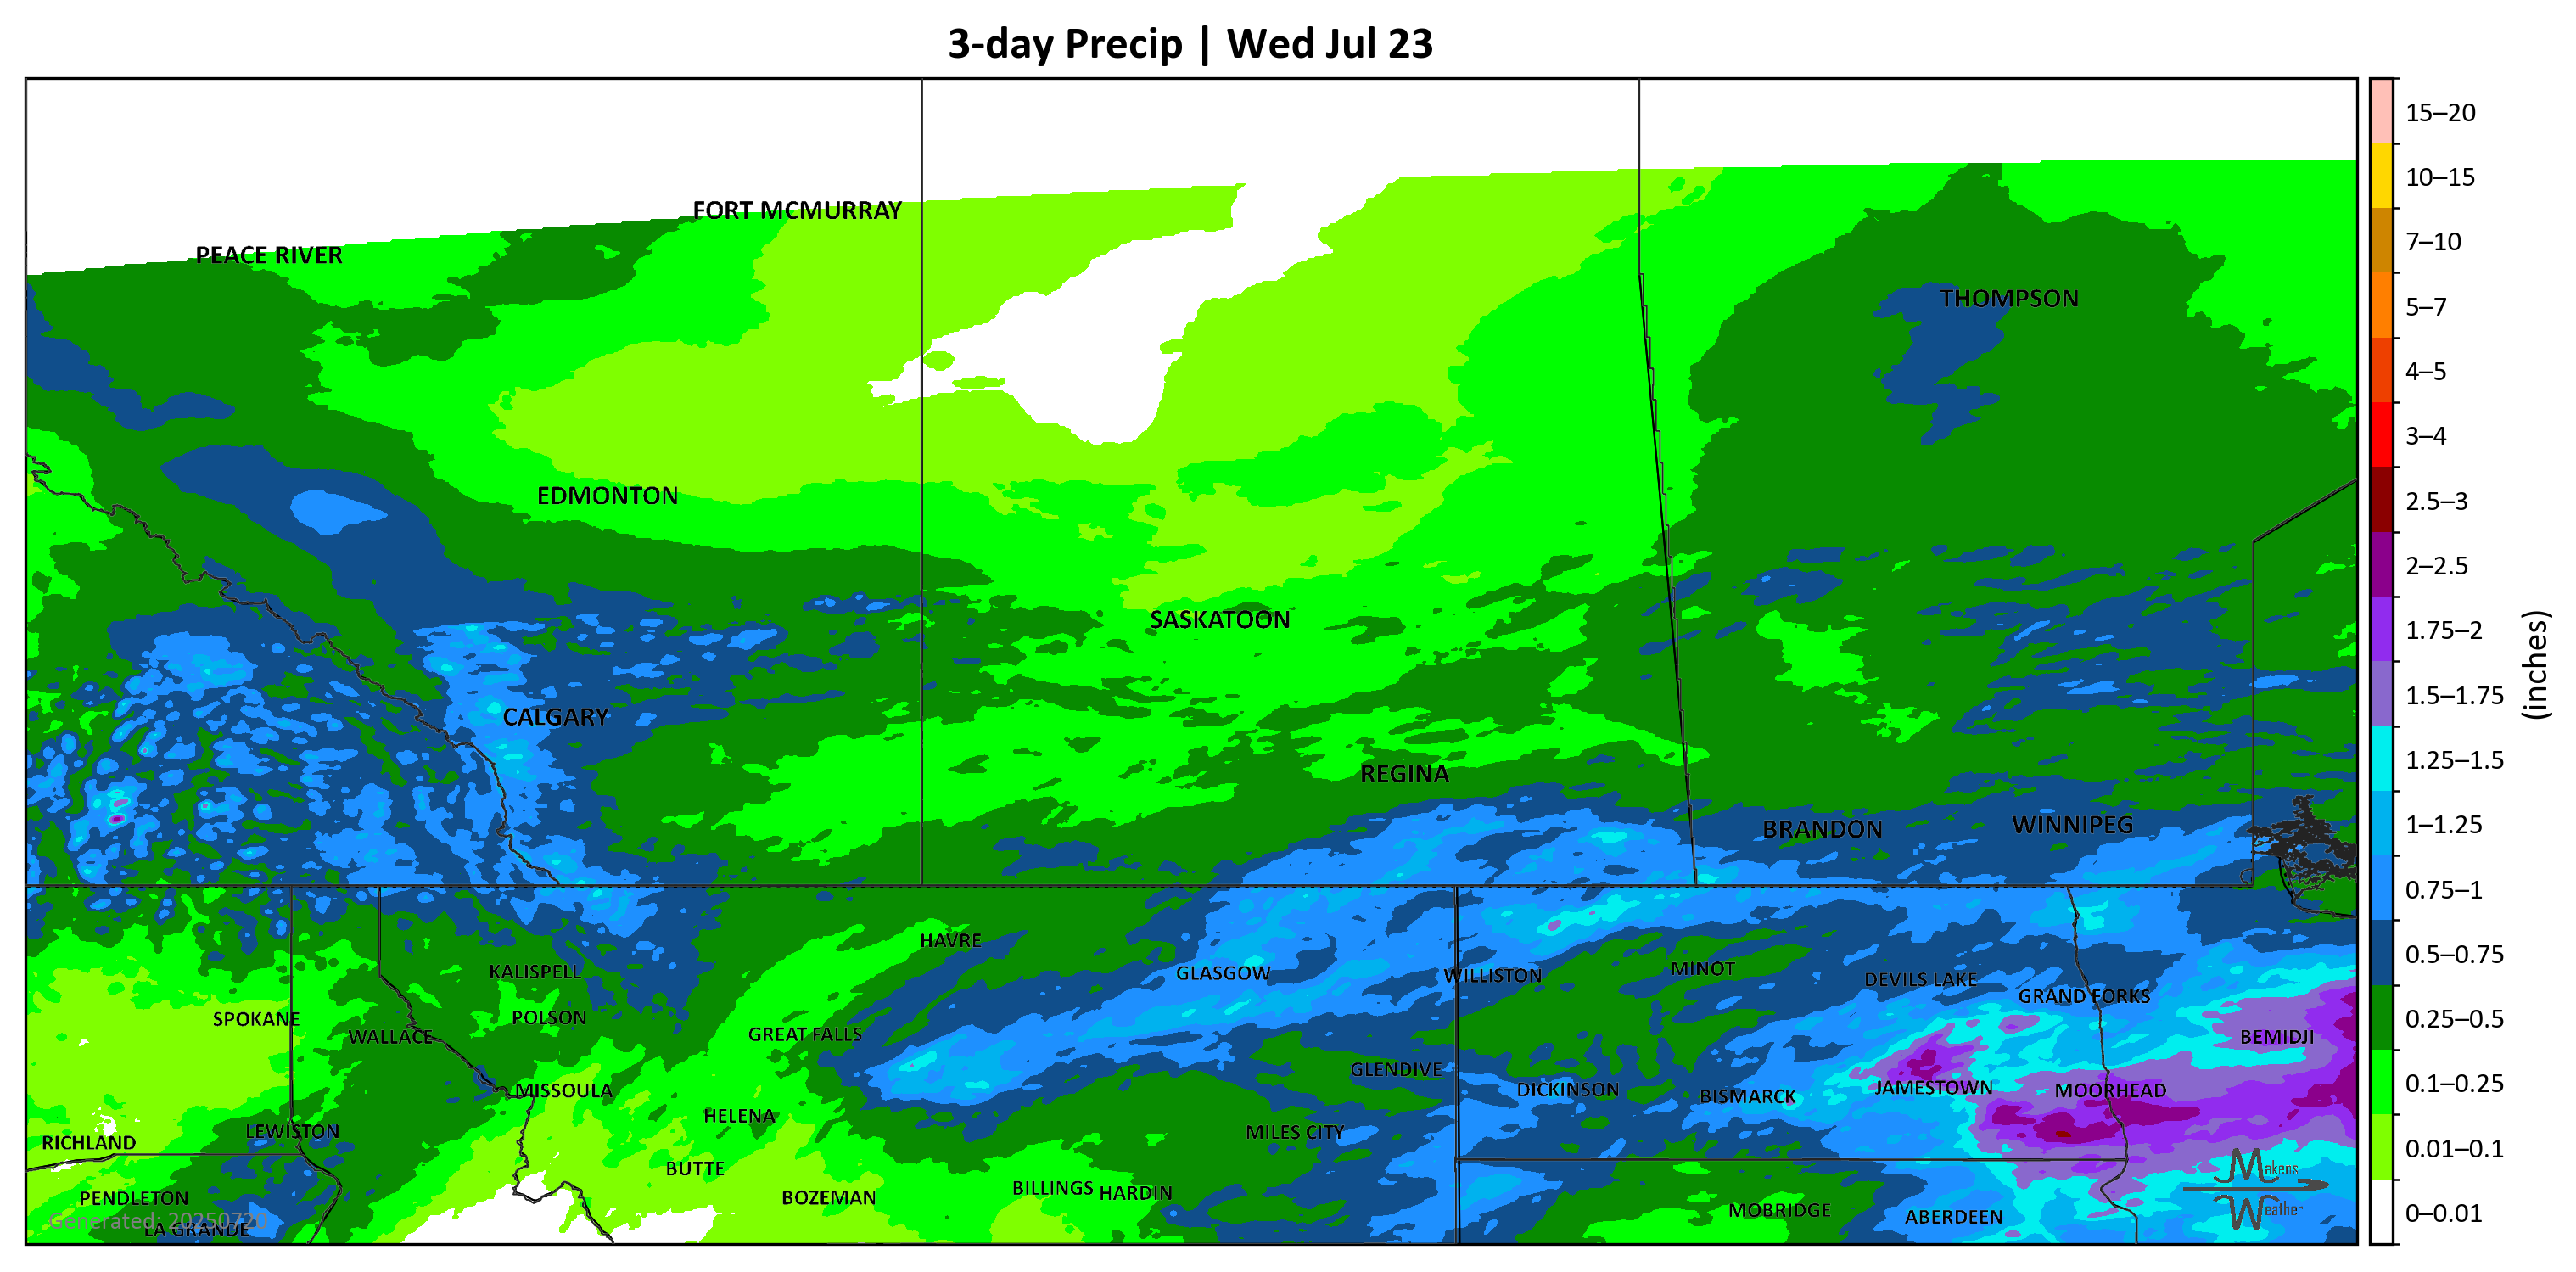 3-day Precip | Wed Jul 23
FORT MCMURRAY
PEACE RIVER
THOMPSON
EDMONTON
SASKATOON
CALGARY
REGINA
BRANDON
WINNIPEG
HAVRE
KALISPELL
GLASGOW
WILLISTON
MINOT
DEVILS LAKE
GRAND FORKS
SPOKANE
POLSON
WALLACE
GREAT FALLS
BEMIDJI
GLENDIVE
MISSOULA
DICKINSON
BISMARCK
JAMESTOWN
MOORHEAD
HELENA
LEWISTON
RICHLAND
MILES CITY
BUTTE
PENDLETON
BOZEMAN
BILLINGS
HARDIN
MOBRIDGE
ABERDEEN
Generated: 20250720
LA GRANDE
Makens
Weather
15–20
10–15
7–10
5–7
4–5
3–4
2.5–3
2–2.5
1.75–2
1.5–1.75
1.25–1.5
1–1.25
0.75–1
0.5–0.75
0.25–0.5
0.1–0.25
0.01–0.1
0–0.01
(inches)